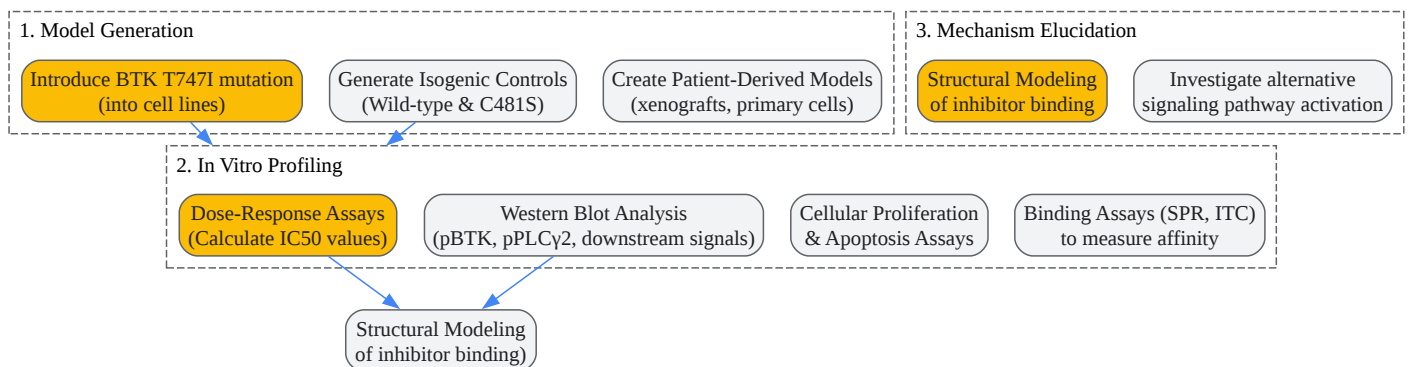 1. Model Generation
Introduce BTK T747I mutation
(into cell lines)
Generate Isogenic Controls
(Wild-type & C481S)
Create Patient-Derived Models
(xenografts, primary cells)
3. Mechanism Elucidation
Structural Modeling
of inhibitor binding
Investigate alternative
signaling pathway activation
2. In Vitro Profiling
Dose-Response Assays
(Calculate IC50 values)
Western Blot Analysis
(pBTK, pPLCγ2, downstream signals)
Cellular Proliferation
& Apoptosis Assays
Binding Assays (SPR, ITC)
to measure affinity
Structural Modeling
of inhibitor binding)